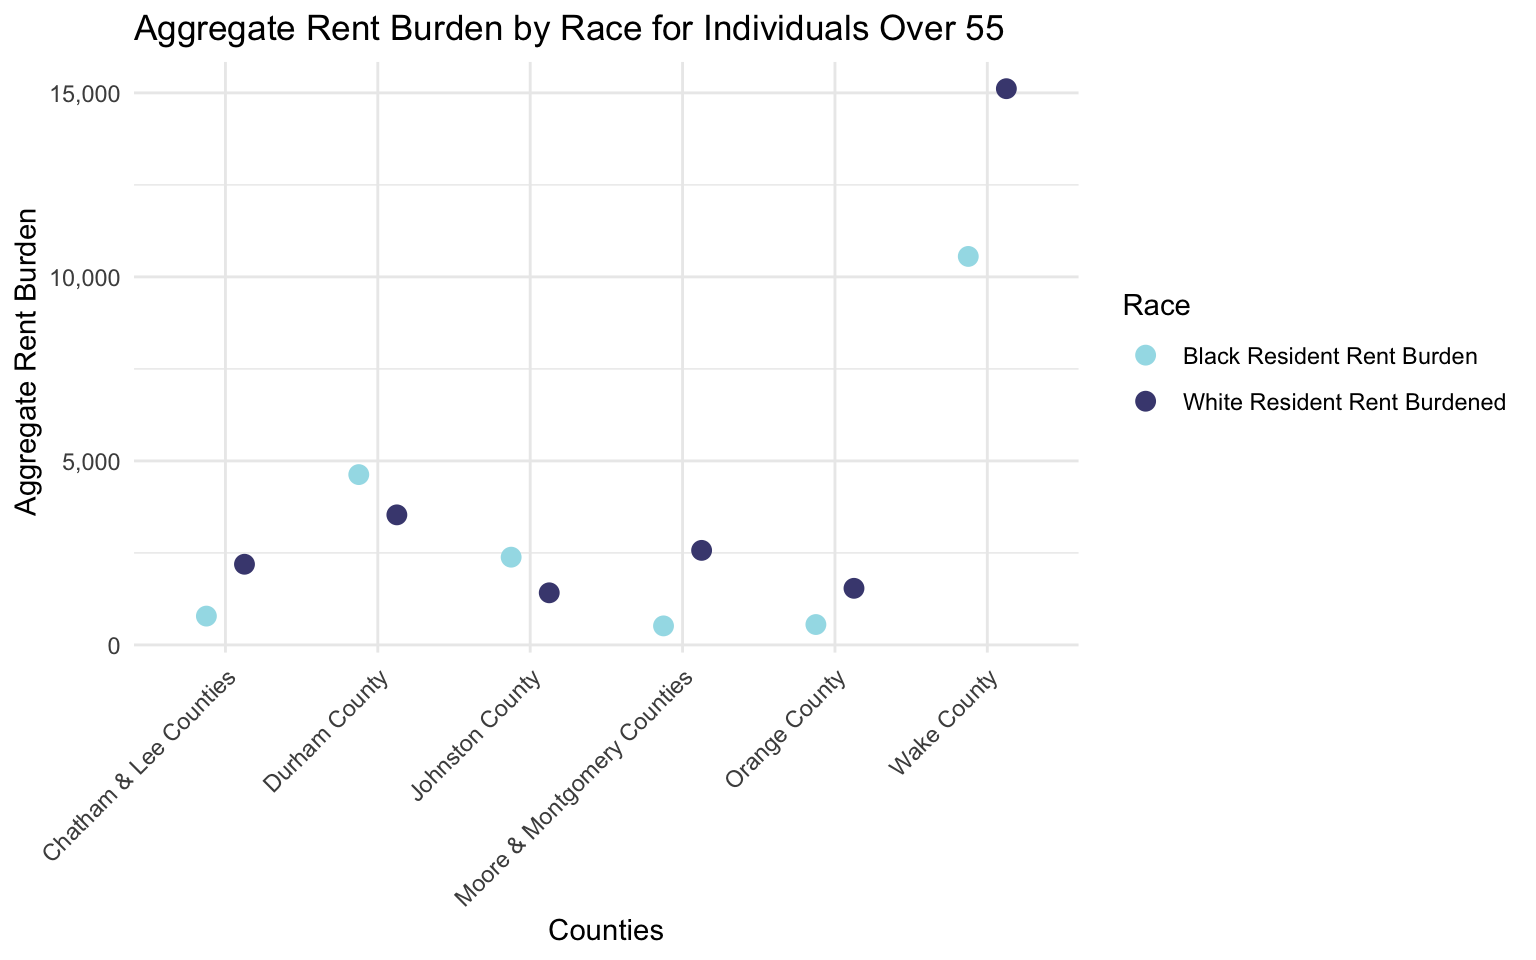 Aggregate Rent Burden by Race for Individuals Over 55
Aggregate Rent Burden
15,000
10,000
5,000
0
Chatham & Lee Counties
Durham County
Johnston County
Moore & Montgomery Counties
Orange County
Wake County
Counties
Race
Black Resident Rent Burden
White Resident Rent Burdened